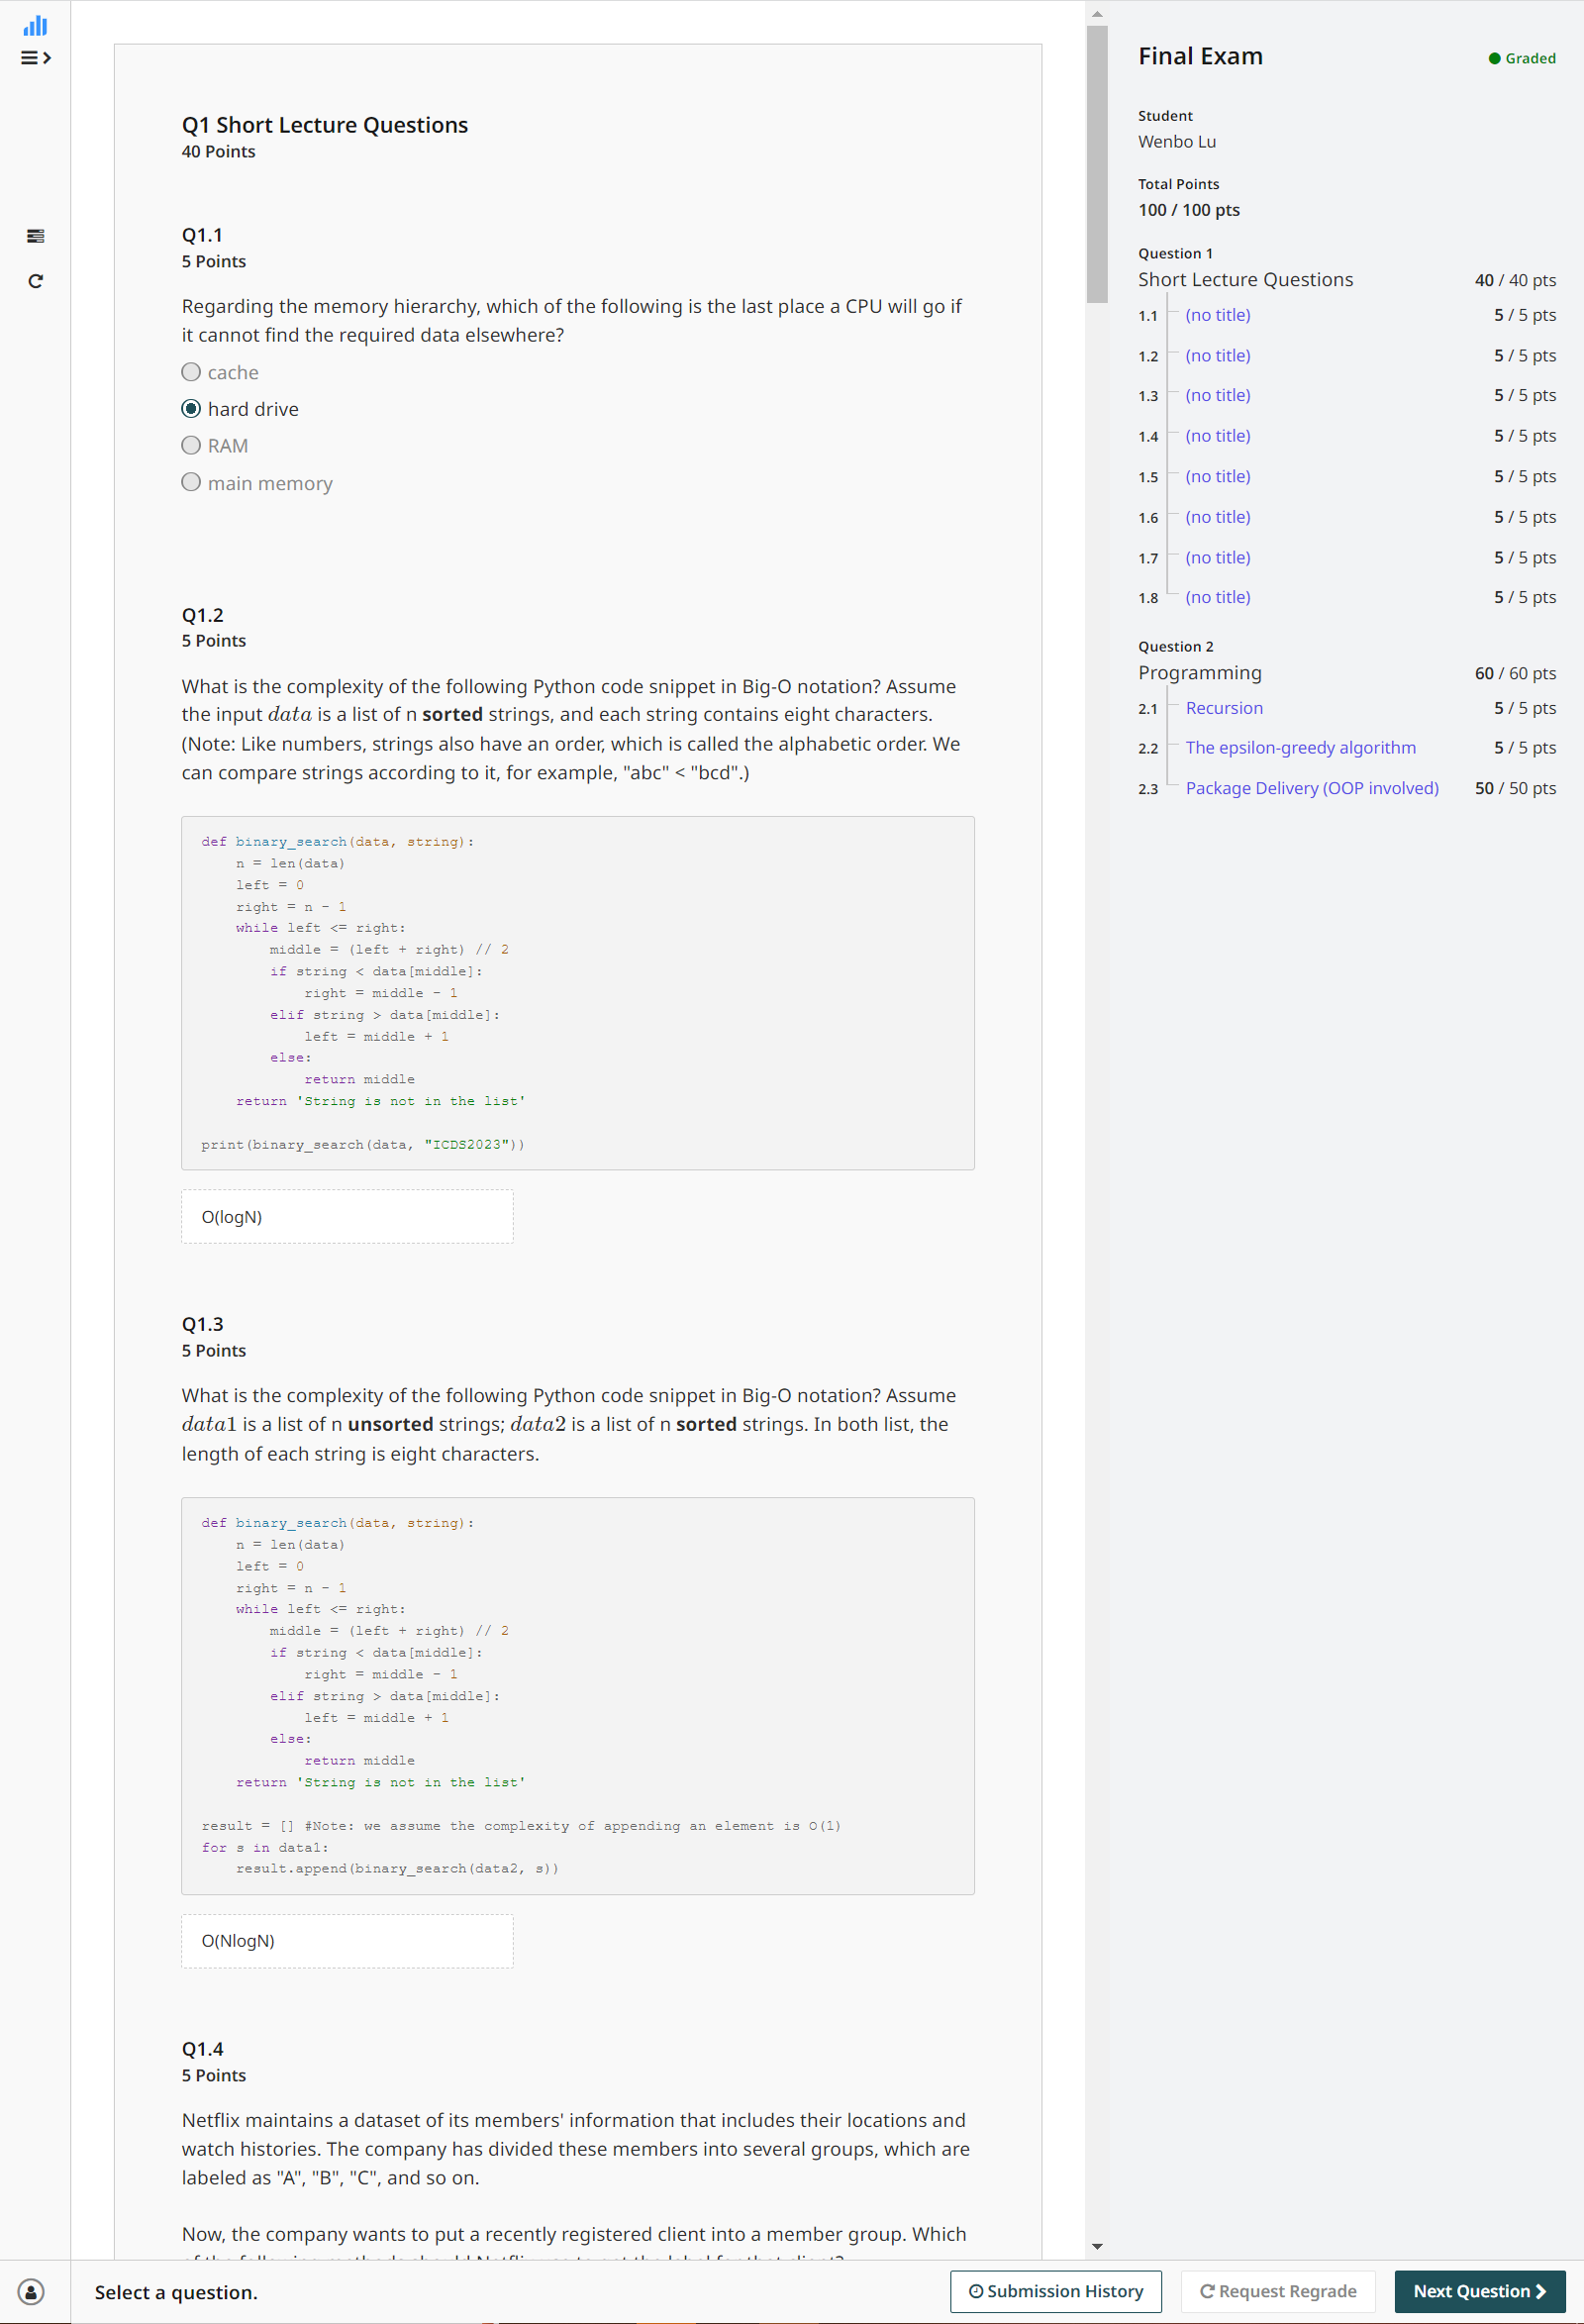 Q1 Short Lecture Questions
40 Points
Q1.1
5 Points
Regarding the memory hierarchy, which of the following is the last place a CPU will go if
it cannot find the required data elsewhere?
cache
hard drive
RAM
main memory
Q1.2
5 Points
What is the complexity of the following Python code snippet in Big-O notation? Assume
the input data is a list of n sorted strings, and each string contains eight characters.
(Note: Like numbers, strings also have an order, which is called the alphabetic order. We
can compare strings according to it, for example, "abc" < "bcd".)
def binary_search(data, string):
    n = len(data)
    left = 0
    right = n - 1
    while left <= right:
        middle = (left + right) // 2
        if string < data[middle]:
            right = middle - 1
        elif string > data[middle]:
            left = middle + 1
        else:
            return middle
    return 'String is not in the list'
print(binary_search(data, "ICDS2023"))
O(logN)
Q1.3
5 Points
What is the complexity of the following Python code snippet in Big-O notation? Assume
data1 is a list of n unsorted strings; data2 is a list of n sorted strings. In both list, the
length of each string is eight characters.
def binary_search(data, string):
    n = len(data)
    left = 0
    right = n - 1
    while left <= right:
        middle = (left + right) // 2
        if string < data[middle]:
            right = middle - 1
        elif string > data[middle]:
            left = middle + 1
        else:
            return middle
    return 'String is not in the list'
result = [] #Note: we assume the complexity of appending an element is O(1)
for s in data1:
    result.append(binary_search(data2, s))
O(NlogN)
Q1.4
5 Points
Netflix maintains a dataset of its members' information that includes their locations and
watch histories. The company has divided these members into several groups, which are
labeled as "A", "B", "C", and so on.
Now, the company wants to put a recently registered client into a member group. Which
Final Exam
Graded
Student
Wenbo Lu
Total Points
100 / 100 pts
Question 1
Short Lecture Questions 40 / 40 pts
1.1 (no title) 5 / 5 pts
1.2 (no title) 5 / 5 pts
1.3 (no title) 5 / 5 pts
1.4 (no title) 5 / 5 pts
1.5 (no title) 5 / 5 pts
1.6 (no title) 5 / 5 pts
1.7 (no title) 5 / 5 pts
1.8 (no title) 5 / 5 pts
Question 2
Programming 60 / 60 pts
2.1 Recursion 5 / 5 pts
2.2 The epsilon-greedy algorithm 5 / 5 pts
2.3 Package Delivery (OOP involved) 50 / 50 pts
Select a question.
Submission History
Request Regrade
Next Question